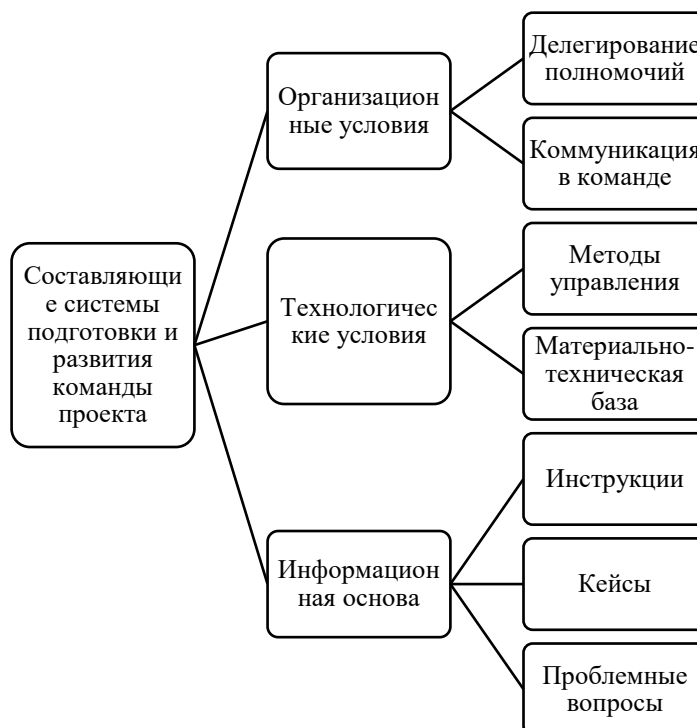 Составляющи
е системы
подготовки и
развития
команды
проекта
Организацион
ные условия
Делегирование
полномочий
Коммуникация
в команде
Технологичес
кие условия
Методы
управления
Материально-
техническая
база
Информацион
ная основа
Инструкции
Кейсы
Проблемные
вопросы